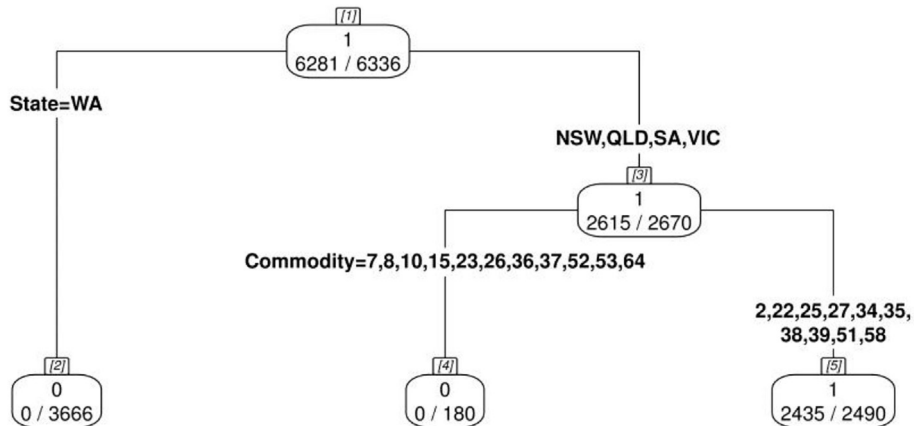 [1]
1
6281 / 6336
State=WA
NSW,QLD,SA,VIC
[3]
1
2615 / 2670
Commodity=7,8,10,15,23,26,36,37,52,53,64
2,22,25,27,34,35,
38,39,51,58
[2]
0
0 / 3666
[4]
0
0 / 180
[5]
1
2435 / 2490